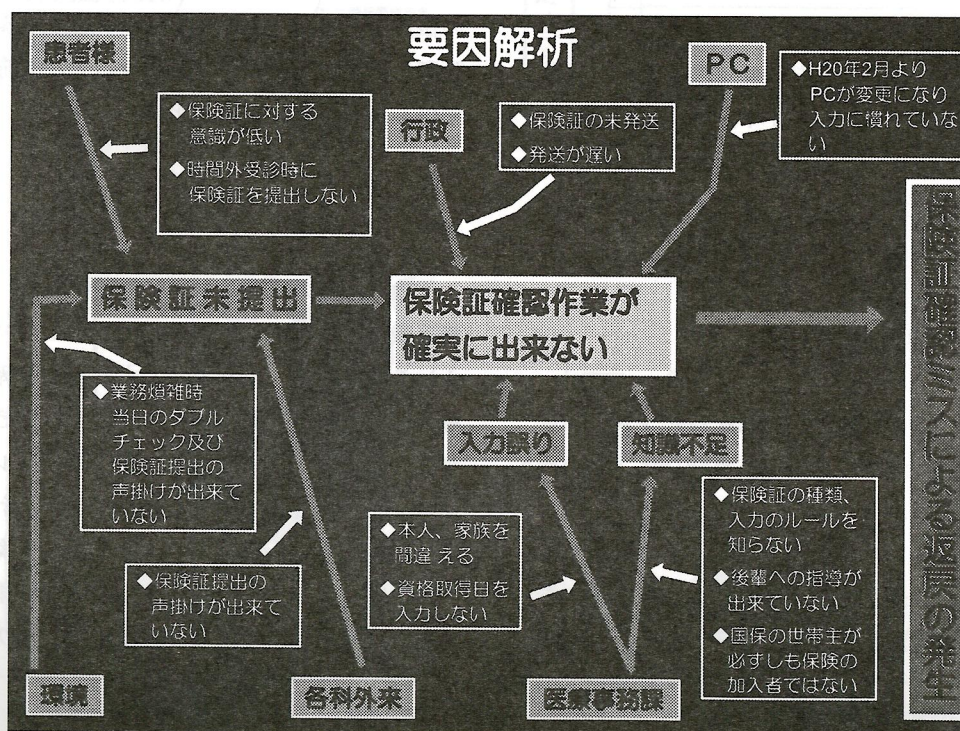 要因解析
患者様
◆保険証に対する
意識が低い
◆時間外受診時に
保険証を提出しない
行政
◆保険証の未発送
◆発送が遅い
PC
◆H20年2月より
PCが変更になり
入力に慣れていな
い
保険証未提出
保険証確認作業が
確実に出来ない
保険証確認ミスによる返戻の発生
◆業務煩雑時
当日のダブル
チェック及び
保険証提出の
声掛けが出来て
いない
◆保険証提出の
声掛けが出来て
いない
入力誤り
知識不足
◆本人、家族を
間違 える
◆資格取得日を
入力しない
◆保険証の種類、
入力のルールを
知らない
◆後輩への指導が
出来ていない
◆国保の世帯主が
必ずしも保険の
加入者ではない
環境
各科外来
医療事務課